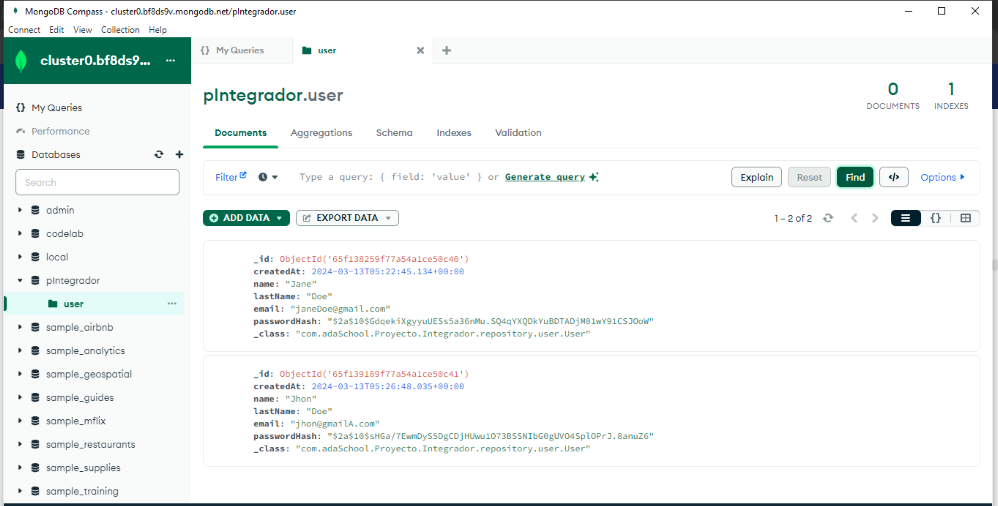 MongoDB Compass - cluster0.bf8ds9v.mongodb.net/pIntegrador.user
Connect Edit View Collection Help
cluster0.bf8ds9... ...
{} My Queries
user
My Queries
Performance
Databases
Search
admin
codelab
local
pIntegrador
user
sample_airbnb
sample_analytics
sample_geospatial
sample_guides
sample_mflix
sample_restaurants
sample_supplies
sample_training
pIntegrador.user
0
DOCUMENTS
1
INDEXES
Documents Aggregations Schema Indexes Validation
Filter Type a query: { field: 'value' } or Generate query Explain Reset Find </> Options
ADD DATA EXPORT DATA 1 – 2 of 2 {}
_id: ObjectId('65f138259f77a54a1ce50c40')
createdAt: 2024-03-13T05:22:45.134+00:00
name: "Jane"
lastName: "Doe"
email: "janeDoe@gmail.com"
passwordHash: "$2a$10$GdqekiXgyyuUESs5a36nMu.SQ4qYXQDkYuBDTADjM01wY91CSJOoW"
_class: "com.adaSchool.Proyecto.Integrador.repository.user.User"
_id: ObjectId('65f139189f77a54a1ce50c41')
createdAt: 2024-03-13T05:26:48.035+00:00
name: "Jhon"
lastName: "Doe"
email: "jhon@gmailA.com"
passwordHash: "$2a$10$sHGa/7EwmDyS5DgCDjHUwu1O73BSSNIbG0gUVO4SplOPrJ.8anuZ6"
_class: "com.adaSchool.Proyecto.Integrador.repository.user.User"